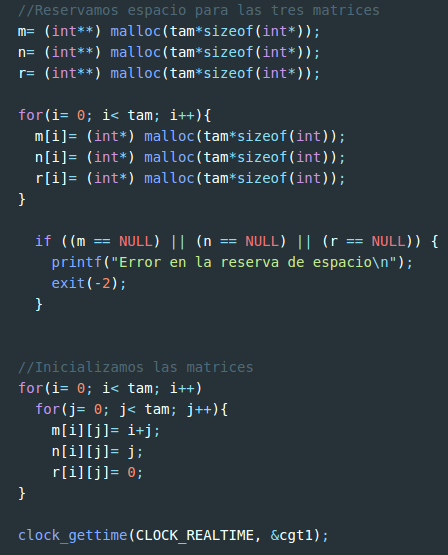 //Reservamos espacio para las tres matrices
m= (int**) malloc(tam*sizeof(int*));
n= (int**) malloc(tam*sizeof(int*));
r= (int**) malloc(tam*sizeof(int*));

for(i= 0; i< tam; i++){
  m[i]= (int*) malloc(tam*sizeof(int));
  n[i]= (int*) malloc(tam*sizeof(int));
  r[i]= (int*) malloc(tam*sizeof(int));
}

  if ((m == NULL) || (n == NULL) || (r == NULL)) {
    printf("Error en la reserva de espacio\n");
    exit(-2);
  }


//Inicializamos las matrices
for(i= 0; i< tam; i++)
  for(j= 0; j< tam; j++){
    m[i][j]= i+j;
    n[i][j]= j;
    r[i][j]= 0;
}

clock_gettime(CLOCK_REALTIME, &cgt1);